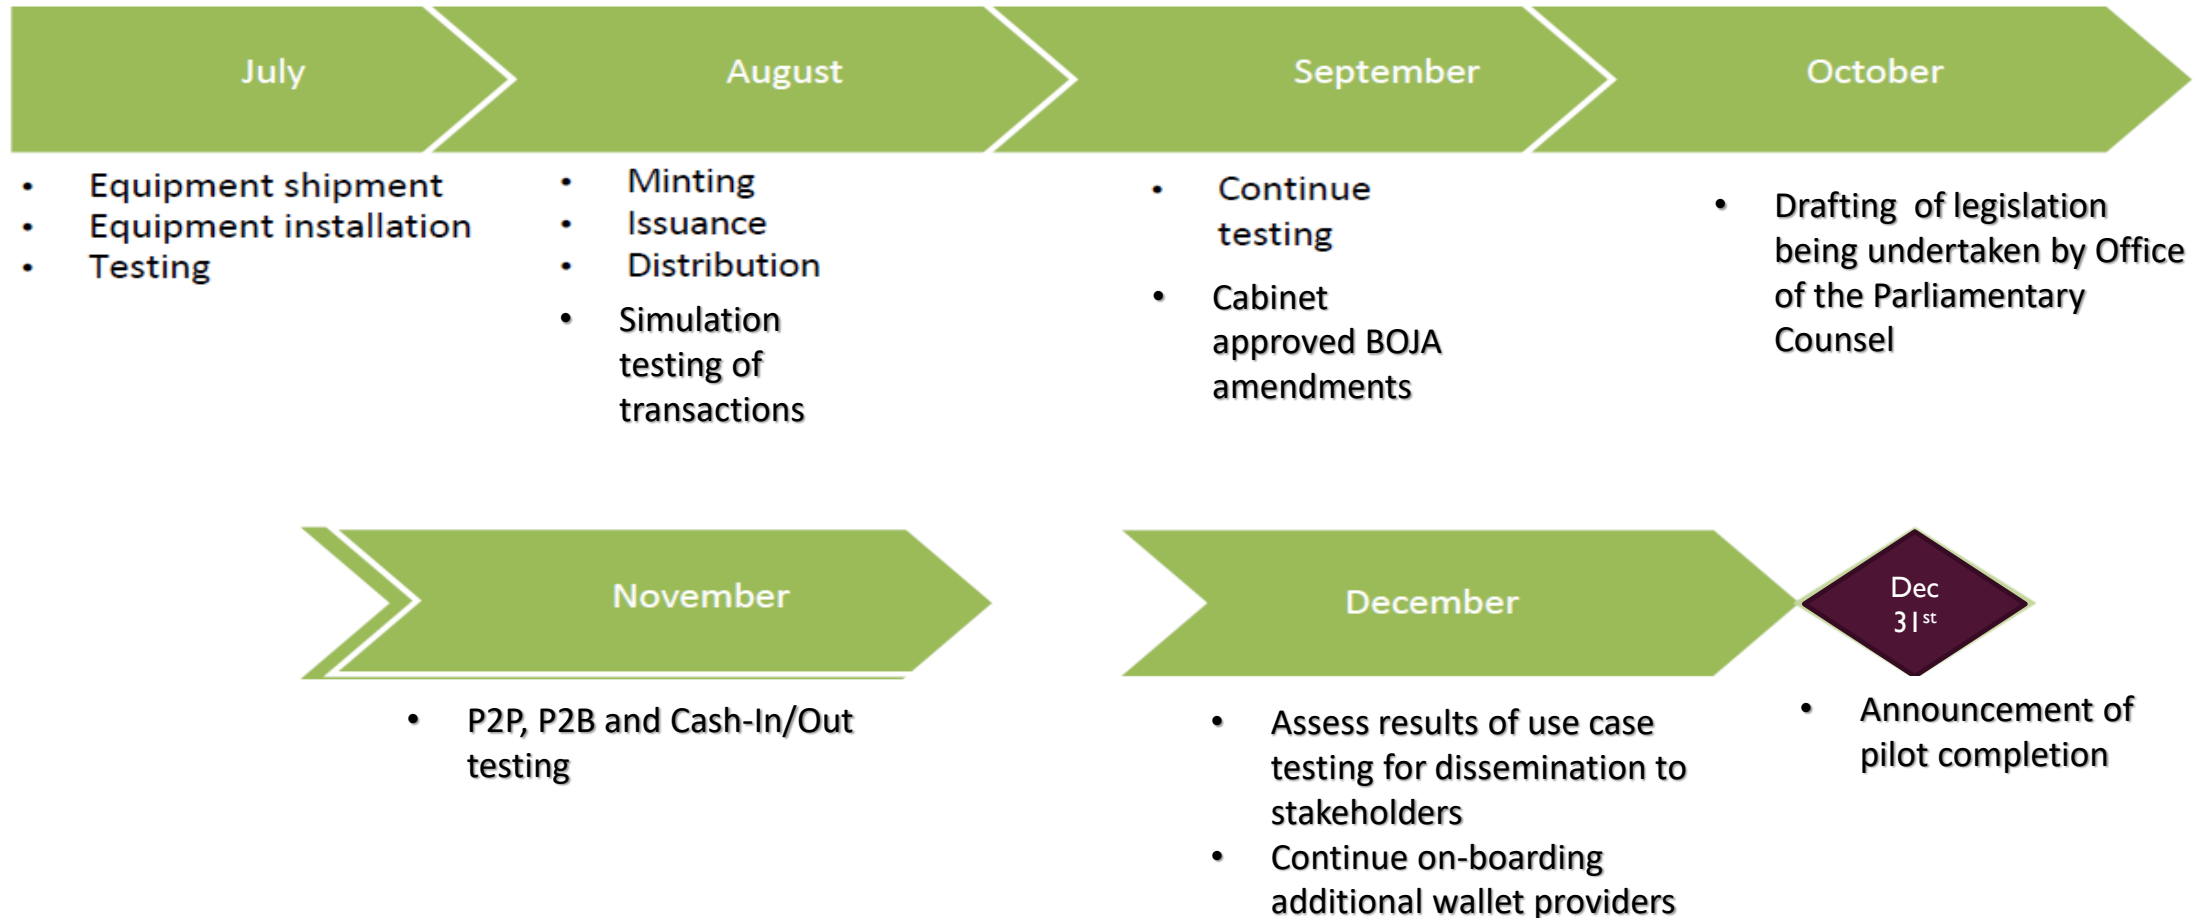 July
August
September
October
• Equipment shipment
• Equipment installation
• Testing
• Minting
• Issuance
• Distribution
• Simulation
testing of
transactions
• Continue
testing
• Cabinet
approved BOJA
amendments
• Drafting of legislation
being undertaken by Office
of the Parliamentary
Counsel
November
December
Dec
31st
• P2P, P2B and Cash-In/Out
testing
• Assess results of use case
testing for dissemination to
stakeholders
• Continue on-boarding
additional wallet providers
• Announcement of
pilot completion